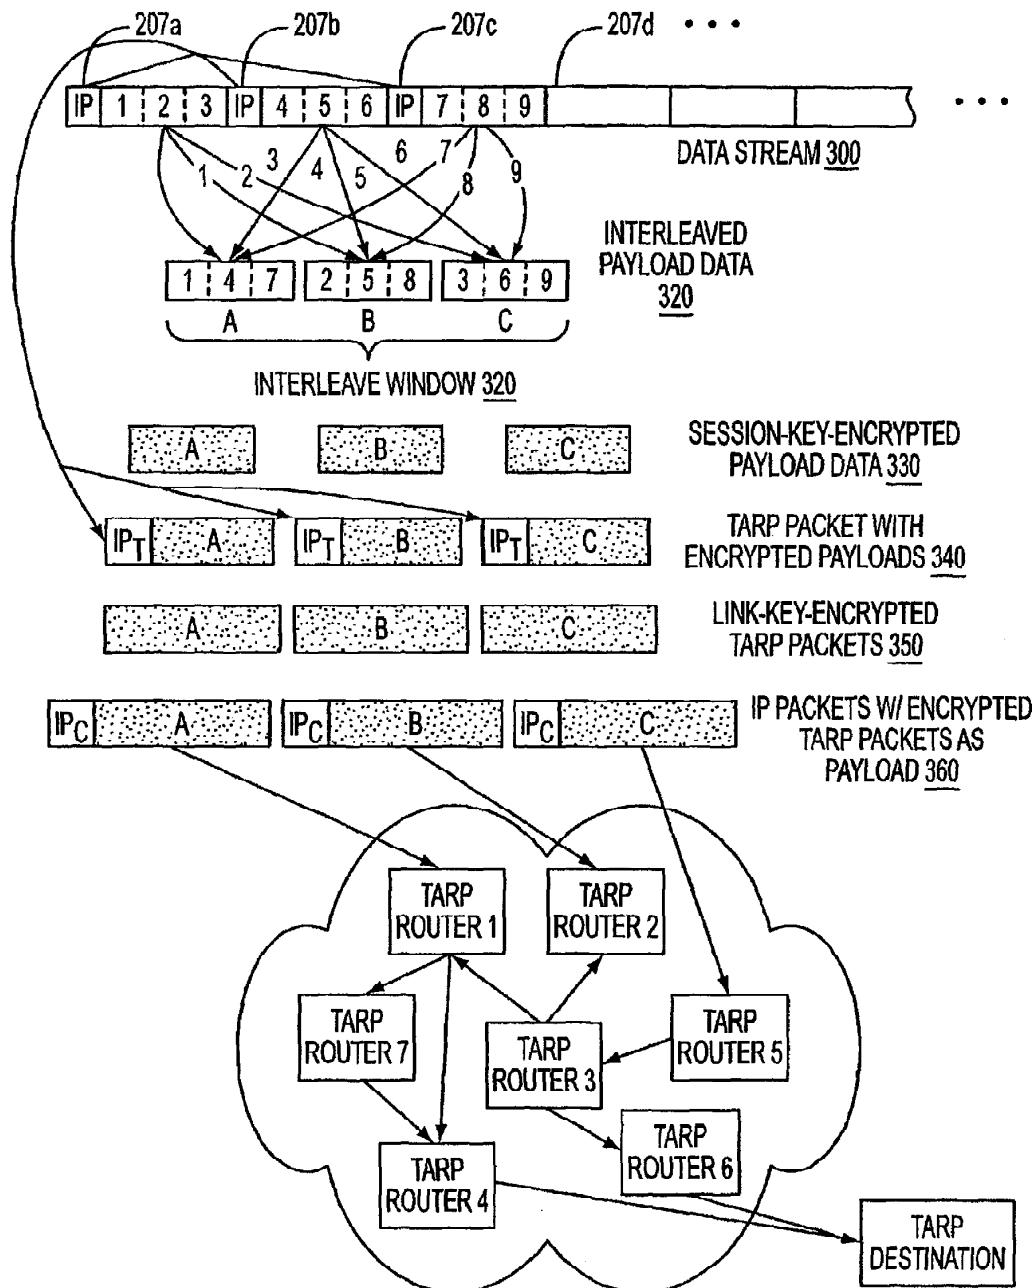 207a 207b 207c 207d • • •
IP 1 2 3 IP 4 5 6 IP 7 8 9 • • •
DATA STREAM 300
1 2 3 4 5 6 7 8 9
INTERLEAVED
PAYLOAD DATA
320
1 4 7 2 5 8 3 6 9
A B C
INTERLEAVE WINDOW 320
A B C
SESSION-KEY-ENCRYPTED
PAYLOAD DATA 330
IPT A IPT B IPT C
TARP PACKET WITH
ENCRYPTED PAYLOADS 340
A B C
LINK-KEY-ENCRYPTED
TARP PACKETS 350
IPC A IPC B IPC C
IP PACKETS W/ ENCRYPTED
TARP PACKETS AS
PAYLOAD 360
TARP
ROUTER 1
TARP
ROUTER 2
TARP
ROUTER 7
TARP
ROUTER 3
TARP
ROUTER 5
TARP
ROUTER 4
TARP
ROUTER 6
TARP
DESTINATION